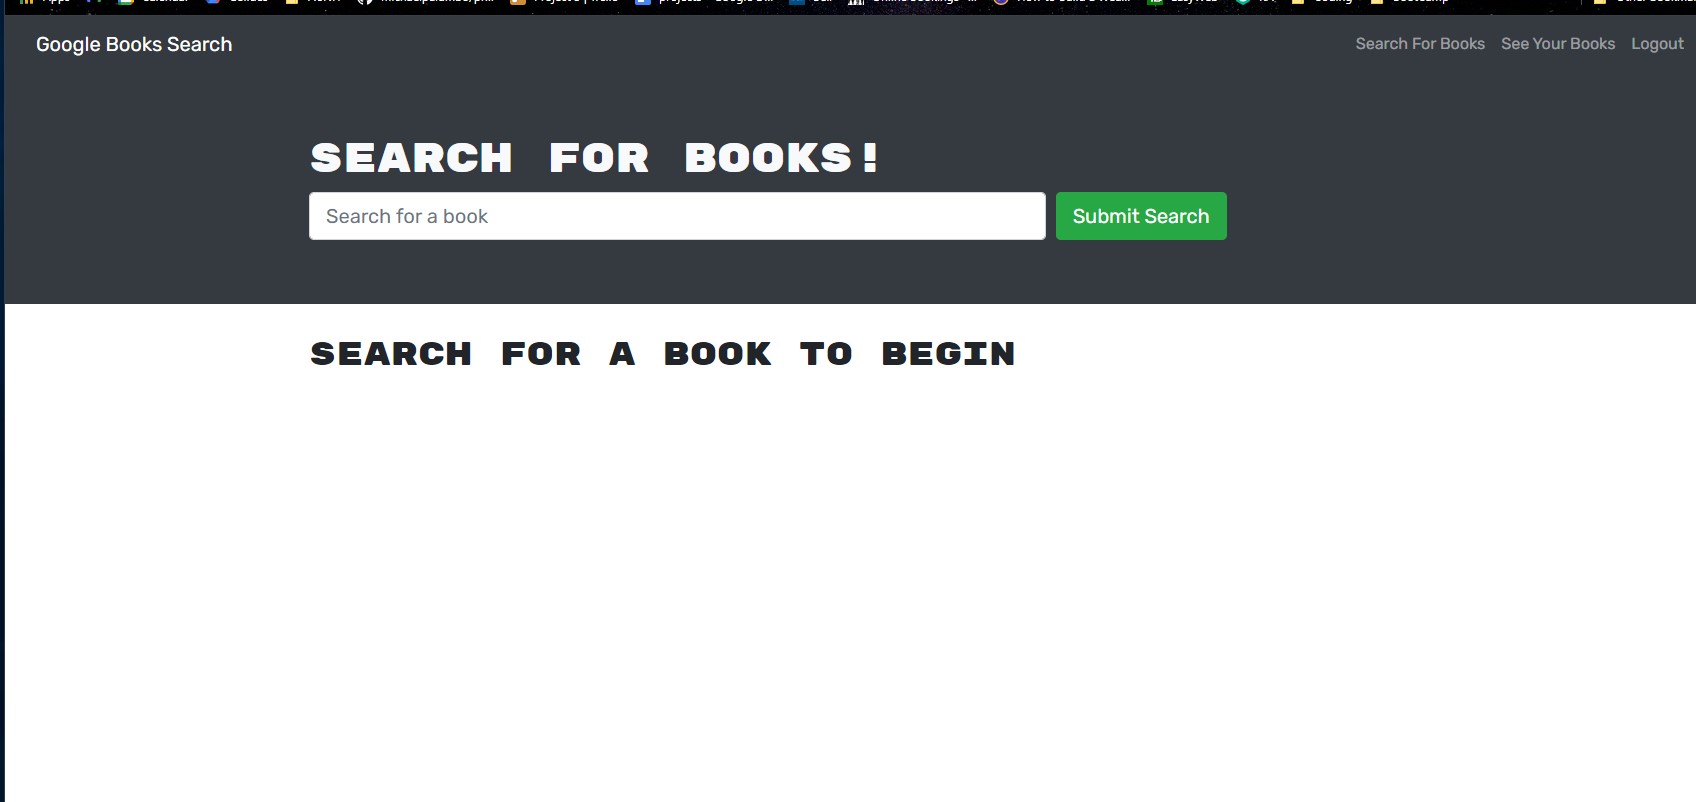 Google Books Search
Search For Books See Your Books Logout
SEARCH FOR BOOKS!
Search for a book
Submit Search
SEARCH FOR A BOOK TO BEGIN